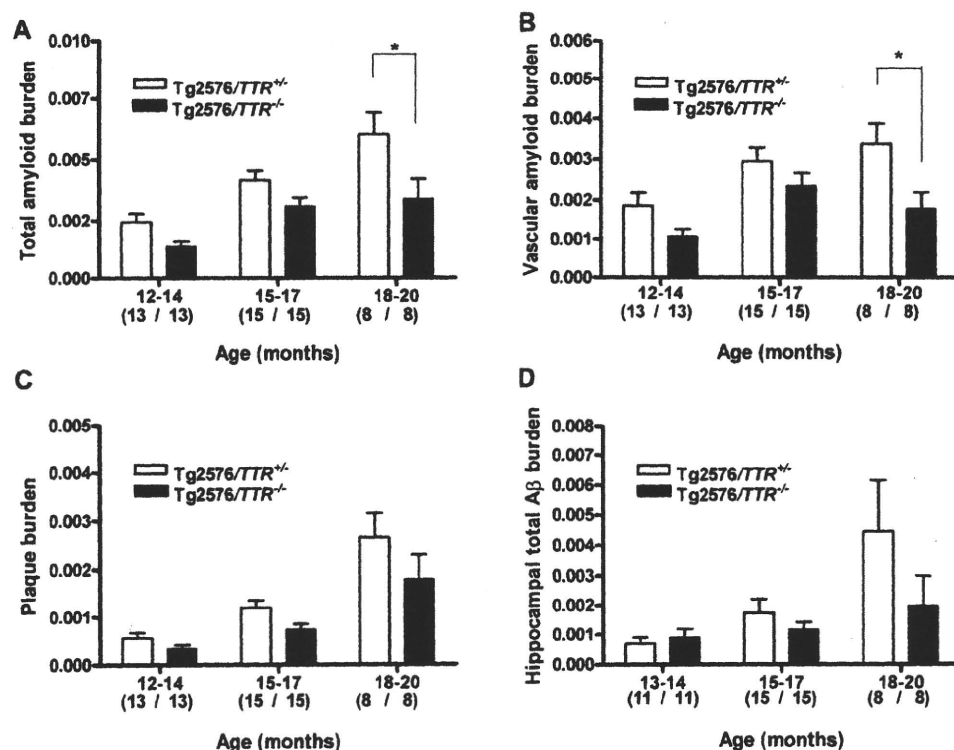 A
Total amyloid burden
0.010
0.007
0.005
0.002
0.000
Tg2576/TTR+/-
Tg2576/TTR-/-
*
12-14
15-17
18-20
(13 / 13)
(15 / 15)
(8 / 8)
Age (months)
B
Vascular amyloid burden
0.006
0.005
0.004
0.003
0.002
0.001
0.000
Tg2576/TTR+/-
Tg2576/TTR-/-
*
12-14
15-17
18-20
(13 / 13)
(15 / 15)
(8 / 8)
Age (months)
C
Plaque burden
0.005
0.004
0.003
0.002
0.001
0.000
Tg2576/TTR+/-
Tg2576/TTR-/-
12-14
15-17
18-20
(13 / 13)
(15 / 15)
(8 / 8)
Age (months)
D
Hippocampal total Aβ burden
0.008
0.007
0.006
0.005
0.004
0.003
0.002
0.001
0.000
Tg2576/TTR+/-
Tg2576/TTR-/-
13-14
15-17
18-20
(11 / 11)
(15 / 15)
(8 / 8)
Age (months)